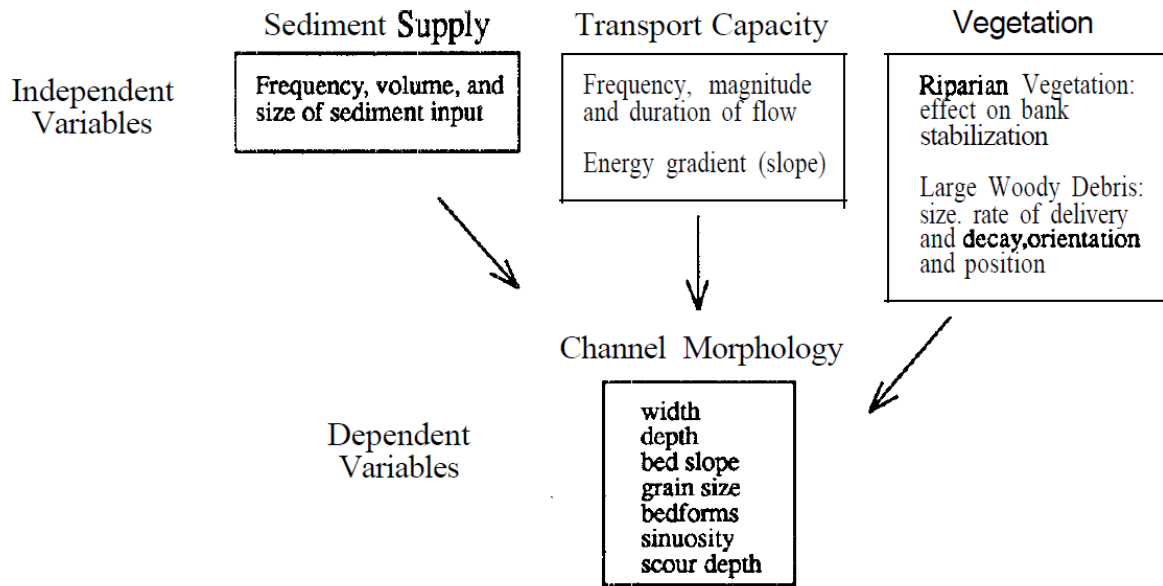 Sediment Supply
Transport Capacity
Vegetation
Independent
Variables
Frequency, volume, and
size of sediment input
Frequency, magnitude
and duration of flow
Energy gradient (slope)
Riparian Vegetation:
effect on bank
stabilization
Large Woody Debris:
size. rate of delivery
and decay,orientation
and position
Channel Morphology
Dependent
Variables
width
depth
bed slope
grain size
bedforms
sinuosity
scour depth